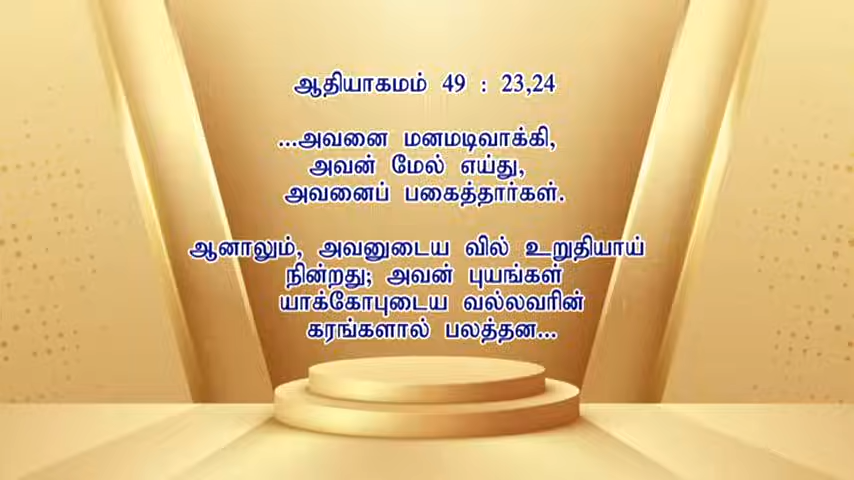 ஆதியாகமம் 49 : 23,24
...அவனை மனமடிவாக்கி,
அவன் மேல் எய்து,
அவனைப் பகைத்தார்கள்.
ஆனாலும், அவனுடைய வில் உறுதியாய்
நின்றது; அவன் புயங்கள்
யாக்கோபுடைய வல்லவரின்
கரங்களால் பலத்தன...